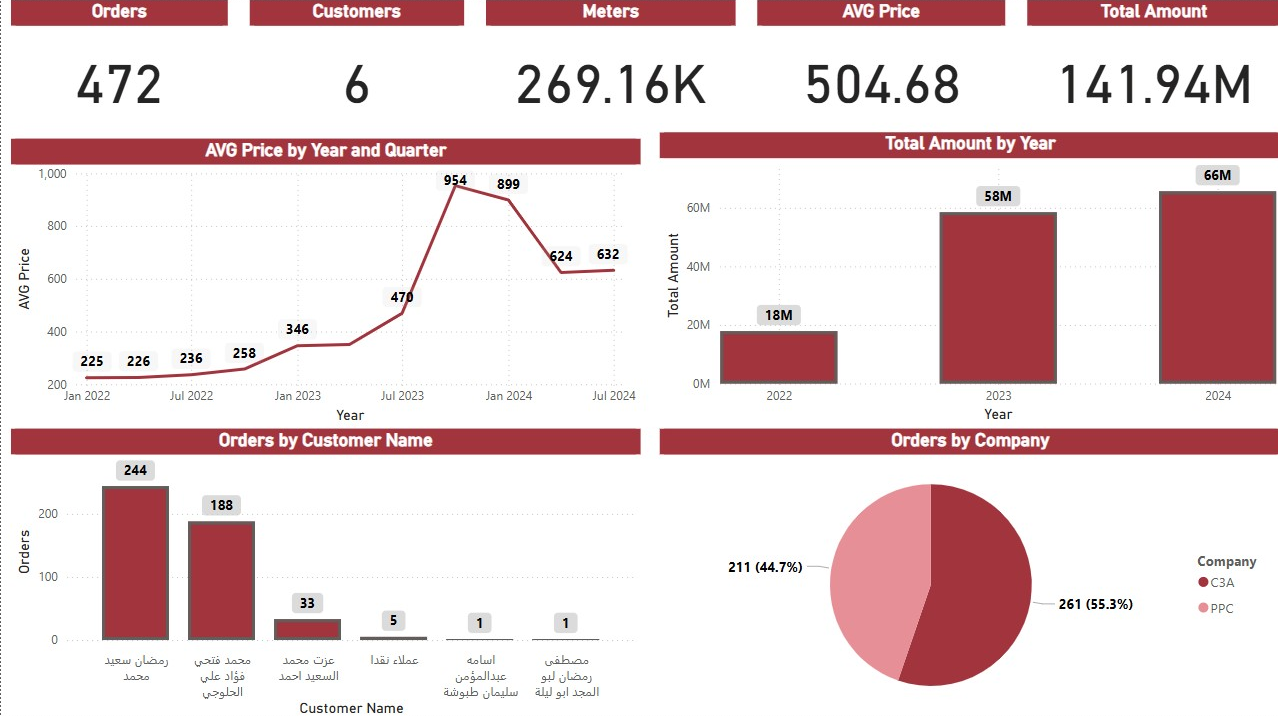 Orders
Customers
Meters
AVG Price
Total Amount
472
6
269.16K
504.68
141.94M
AVG Price by Year and Quarter
1,000
800
600
400
200
AVG Price
225
226
236
258
346
470
954
899
624
632
Jan 2022
Jul 2022
Jan 2023
Jul 2023
Jan 2024
Jul 2024
Year
Total Amount by Year
60M
40M
20M
0M
Total Amount
18M
58M
66M
2022
2023
2024
Year
Orders by Customer Name
200
100
0
Orders
244
188
33
5
1
1
رمضان سعيد
محمد
محمد فتحي
فؤاد علي
الحلوجي
عزت محمد
السعيد احمد
عملاء نقدا
اسامه
عبدالمؤمن
سليمان طبوشة
مصطفى
رمضان لبو
المجد ابو ليلة
Customer Name
Orders by Company
211 (44.7%)
261 (55.3%)
Company
C3A
PPC